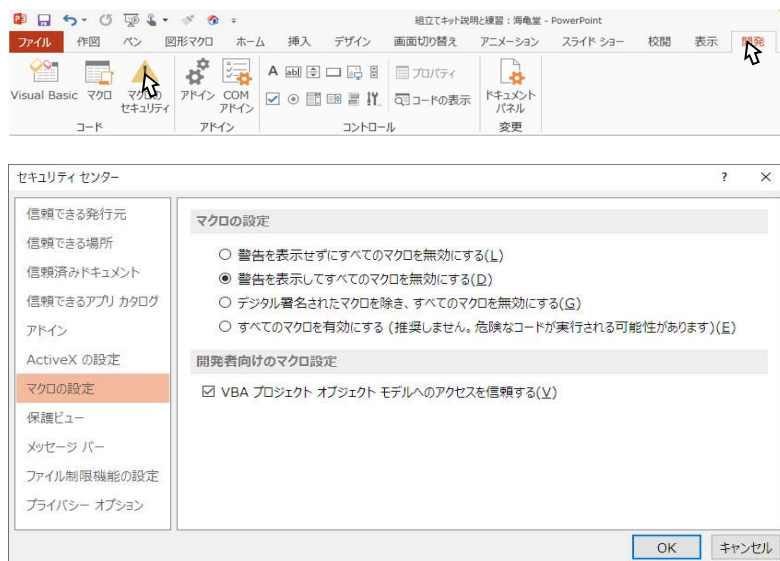 組立てキット説明と練習：海亀堂 - PowerPoint
ファイル 作図 ペン 図形マクロ ホーム 挿入 デザイン 画面切り替え アニメーション スライド ショー 校閲 表示 開発
Visual Basic マクロ マクロの セキュリティ アドイン COM アドイン プロパティ コードの表示 ドキュメント パネル
コード アドイン コントロール 変更
セキュリティ センター
信頼できる発行元
信頼できる場所
信頼済みドキュメント
信頼できるアプリ カタログ
アドイン
ActiveX の設定
マクロの設定
保護ビュー
メッセージ バー
ファイル制限機能の設定
プライバシー オプション
マクロの設定
警告を表示せずにすべてのマクロを無効にする(L)
警告を表示してすべてのマクロを無効にする(D)
デジタル署名されたマクロを除き、すべてのマクロを無効にする(G)
すべてのマクロを有効にする (推奨しません。危険なコードが実行される可能性があります)(E)
開発者向けのマクロ設定
VBA プロジェクト オブジェクト モデルへのアクセスを信頼する(V)
OK キャンセル